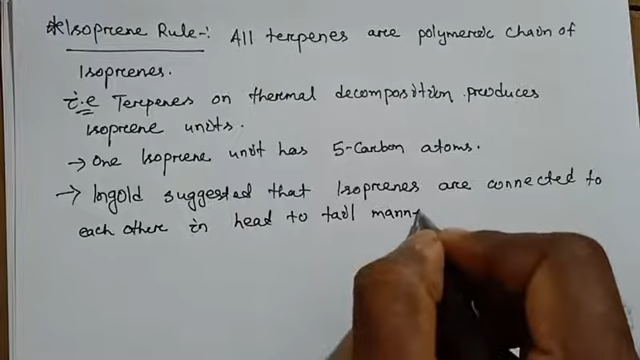 *Isoprene Rule-: All terpenes are polymeric chain of
Isoprenes.
i.e Terpenes on thermal decomposition produces
isoprene units.
→ One Isoprene unit has 5-Carbon atoms.
→ Ingold suggested that Isoprenes are connected to
each other in head to tail mann